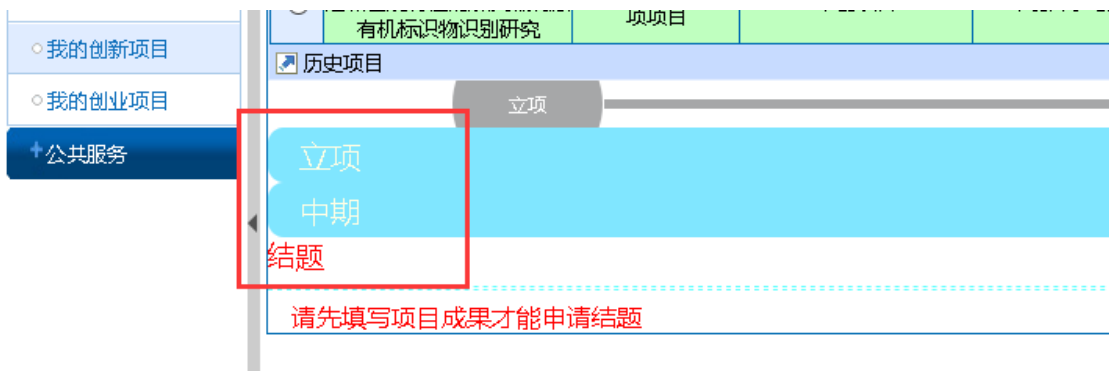 有机标识物识别研究
项项目
我的创新项目
历史项目
我的创业项目
立项
公共服务
立项
中期
结题
请先填写项目成果才能申请结题